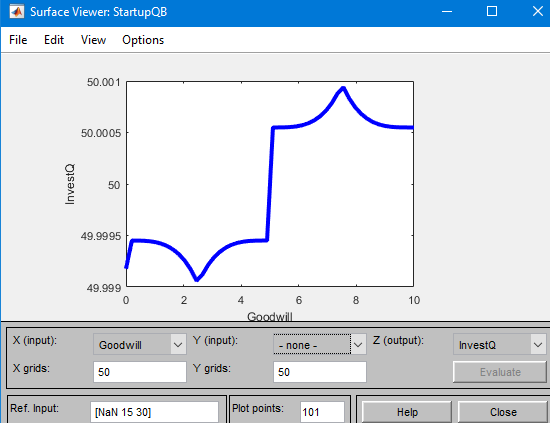 Surface Viewer: StartupQB
File Edit View Options
50.001
50.0005
50
49.9995
49.999
InvestQ
0 2 4 6 8 10
Goodwill
X (input): Goodwill Y (input): - none - Z (output): InvestQ
X grids: 50 Y grids: 50 Evaluate
Ref. Input: [NaN 15 30] Plot points: 101 Help Close